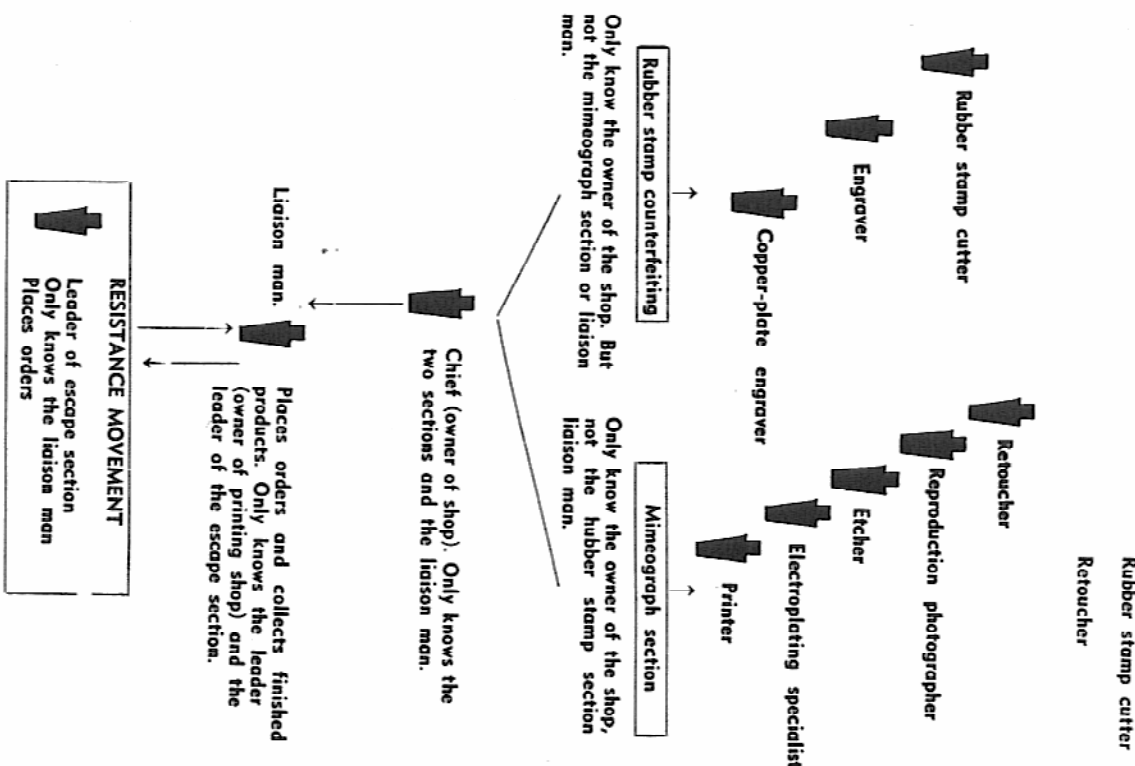 Rubber stamp cutter
Retoucher
Retoucher
Rubber stamp cutter
Reproduction photographer
Engraver
Etcher
Electroplating specialist
Copper-plate engraver
Printer
Rubber stamp counterfeiting
Only know the owner of the shop. But
not the mimeograph section or liaison
man.
Mimeograph section
Only know the owner of the shop,
not the hubber stamp section
liaison man.
Chief (owner of shop). Only knows the
two sections and the liaison man.
Liaison man.
Places orders and collects finished
products. Only knows the leader
(owner of printing shop) and the
leader of the escape section.
RESISTANCE MOVEMENT
Leader of escape section
Only knows the liaison man
Places orders